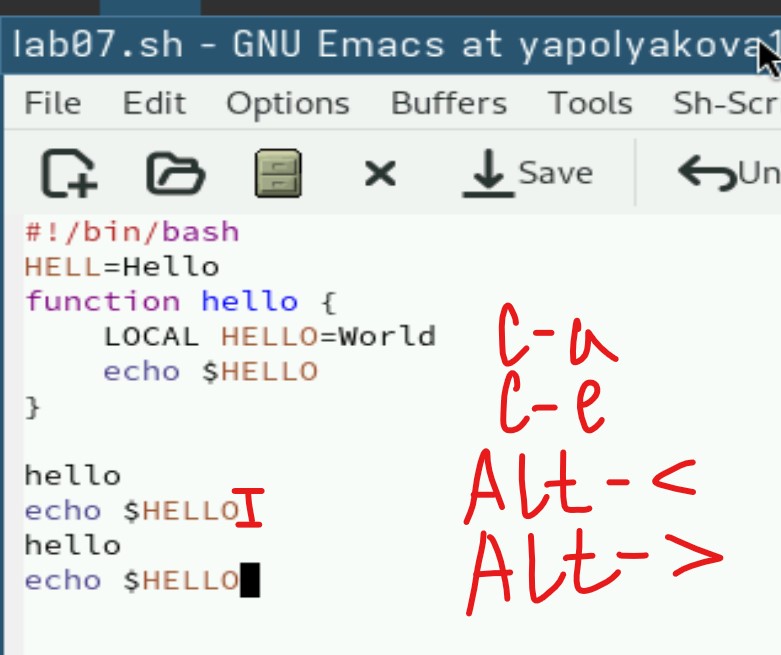 lab07.sh - GNU Emacs at yapolyakova1
File Edit Options Buffers Tools Sh-Scr
Save Un
#!/bin/bash
HELL=Hello
function hello {
    LOCAL HELLO=World
    echo $HELLO
}
hello
echo $HELLO
hello
echo $HELLO
C-a
C-e
Alt-<
Alt->